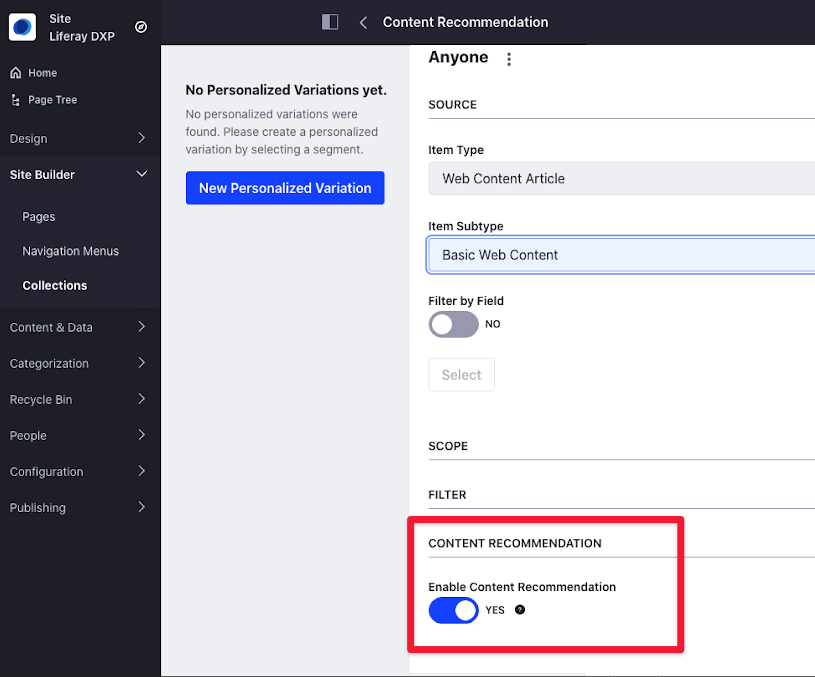 Site
Liferay DXP
Home
Page Tree
Design
Site Builder
Pages
Navigation Menus
Collections
Content & Data
Categorization
Recycle Bin
People
Configuration
Publishing
Content Recommendation
No Personalized Variations yet.
No personalized variations were
found. Please create a personalized
variation by selecting a segment.
New Personalized Variation
Anyone
SOURCE
Item Type
Web Content Article
Item Subtype
Basic Web Content
Filter by Field
NO
Select
SCOPE
FILTER
CONTENT RECOMMENDATION
Enable Content Recommendation
YES ?